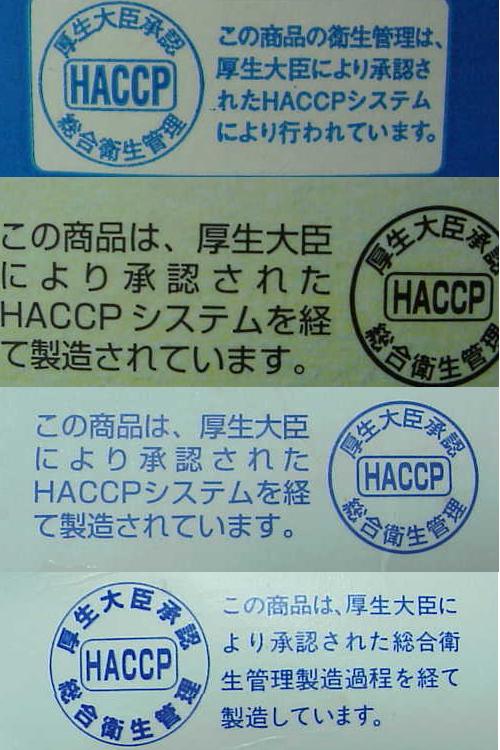 厚生大臣承認
HACCP
総合衛生管理
この商品の衛生管理は、
厚生大臣により承認さ
れたHACCPシステム
により行われています。
この商品は、厚生大臣
により承認された
HACCPシステムを経
て製造されています。
厚生大臣承認
HACCP
総合衛生管理
この商品は、厚生大臣
により承認された
HACCPシステムを経
て製造されています。
厚生大臣承認
HACCP
総合衛生管理
厚生大臣承認
HACCP
総合衛生管理
この商品は、厚生大臣に
より承認された総合衛
生管理製造過程を経て
製造しています。